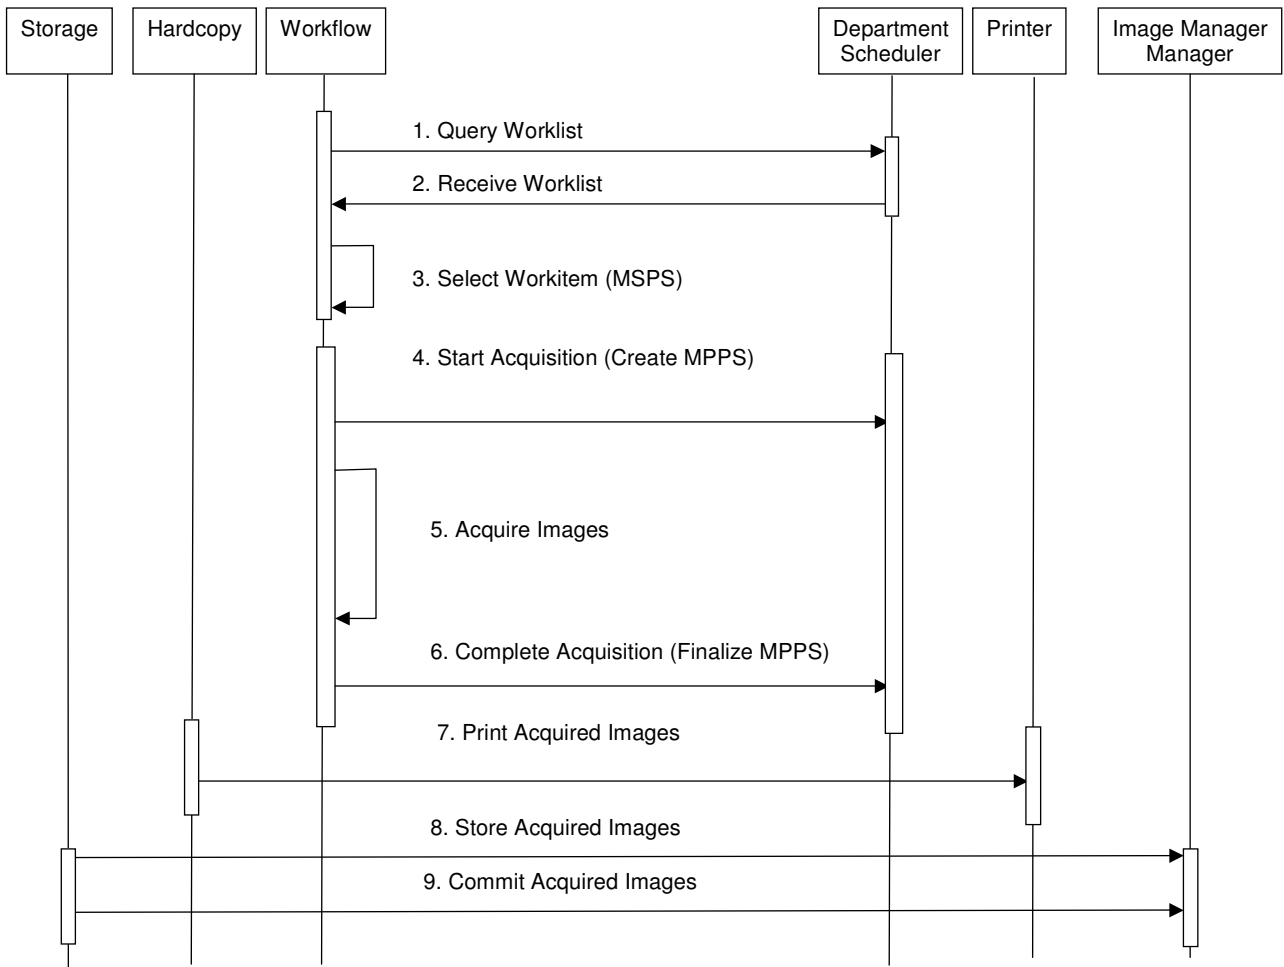 Storage
Hardcopy
Workflow
Department
Scheduler
Printer
Image Manager
Manager
1. Query Worklist
2. Receive Worklist
3. Select Workitem (MSPS)
4. Start Acquisition (Create MPPS)
5. Acquire Images
6. Complete Acquisition (Finalize MPPS)
7. Print Acquired Images
8. Store Acquired Images
9. Commit Acquired Images